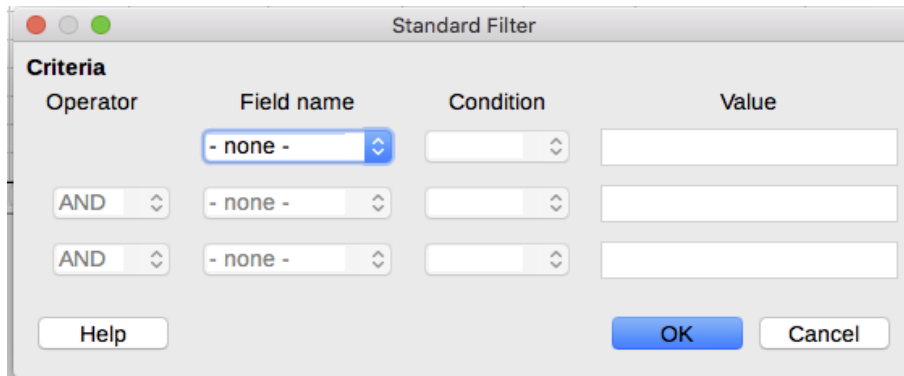 Standard Filter
Criteria
Operator Field name Condition Value
- none -
AND - none -
AND - none -
Help OK Cancel